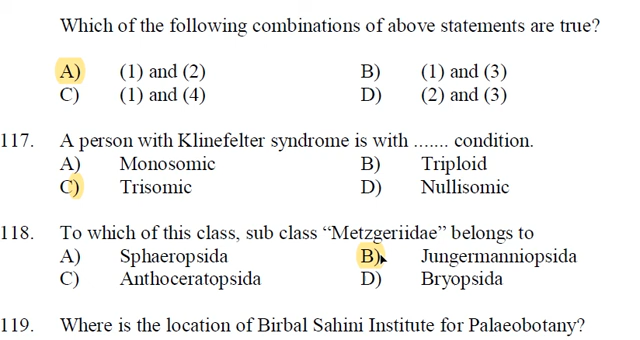 Which of the following combinations of above statements are true?
A) (1) and (2) B) (1) and (3)
C) (1) and (4) D) (2) and (3)
117. A person with Klinefelter syndrome is with ....... condition.
A) Monosomic B) Triploid
C) Trisomic D) Nullisomic
118. To which of this class, sub class “Metzgeriidae” belongs to
A) Sphaeropsida B) Jungermanniopsida
C) Anthoceratopsida D) Bryopsida
119. Where is the location of Birbal Sahini Institute for Palaeobotany?